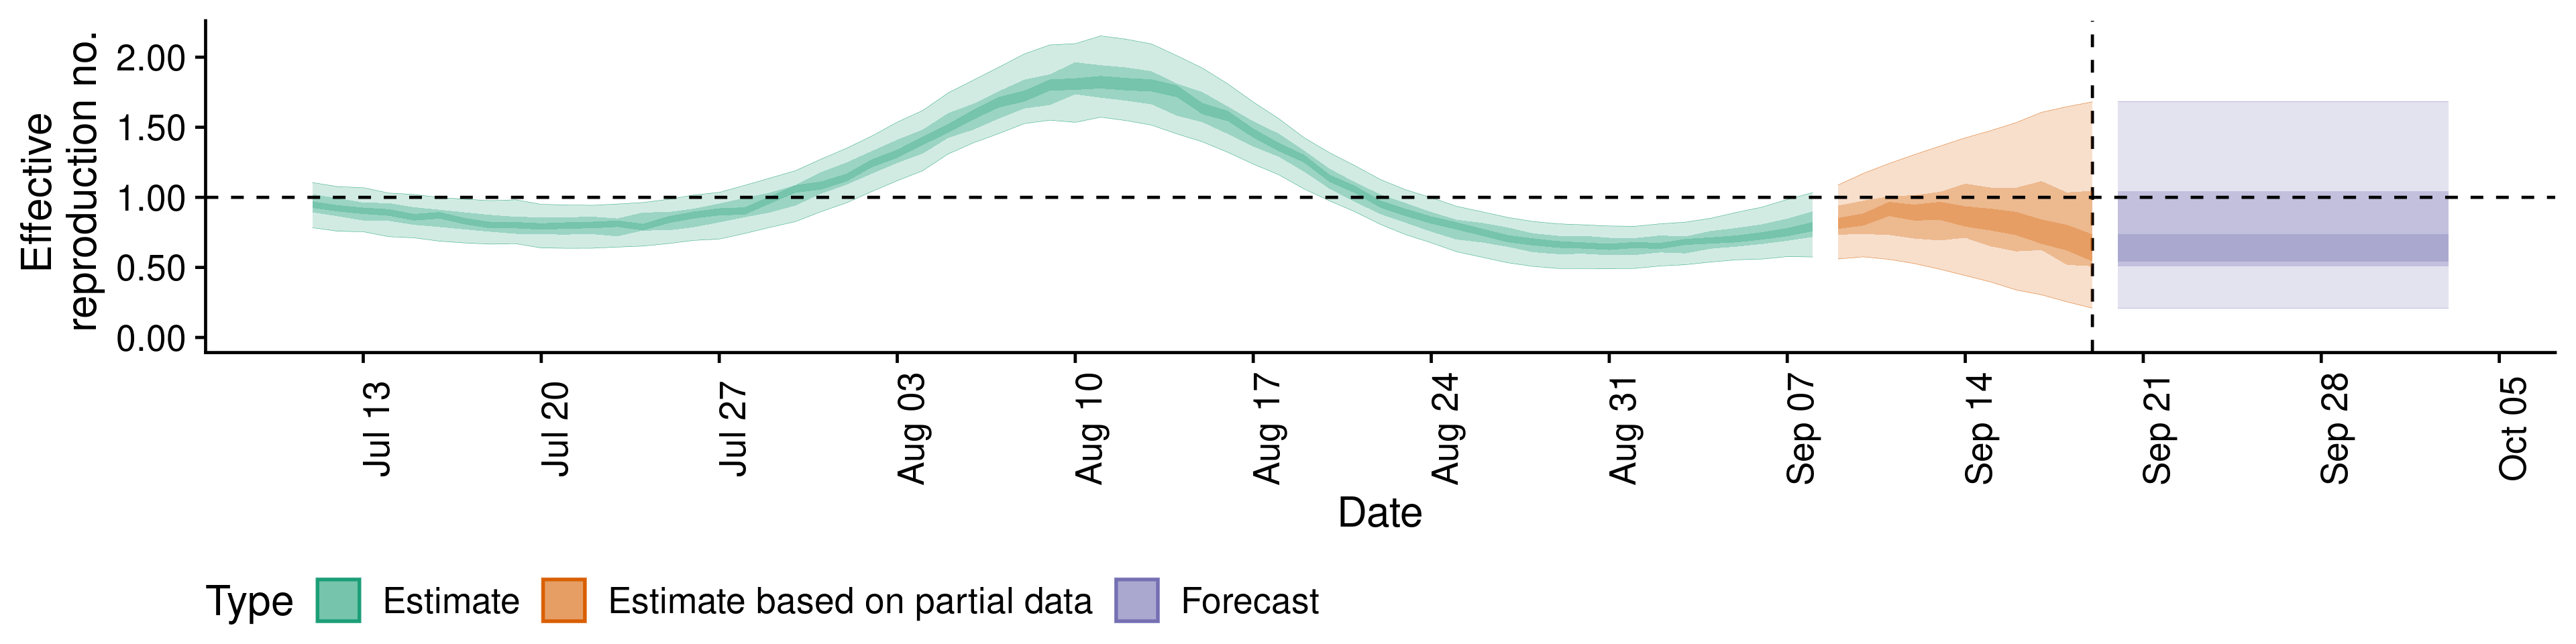 Effective
reproduction no.
2.00
1.50
1.00
0.50
0.00
Jul 13
Jul 20
Jul 27
Aug 03
Aug 10
Aug 17
Aug 24
Aug 31
Sep 07
Sep 14
Sep 21
Sep 28
Oct 05
Date
Type Estimate Estimate based on partial data Forecast